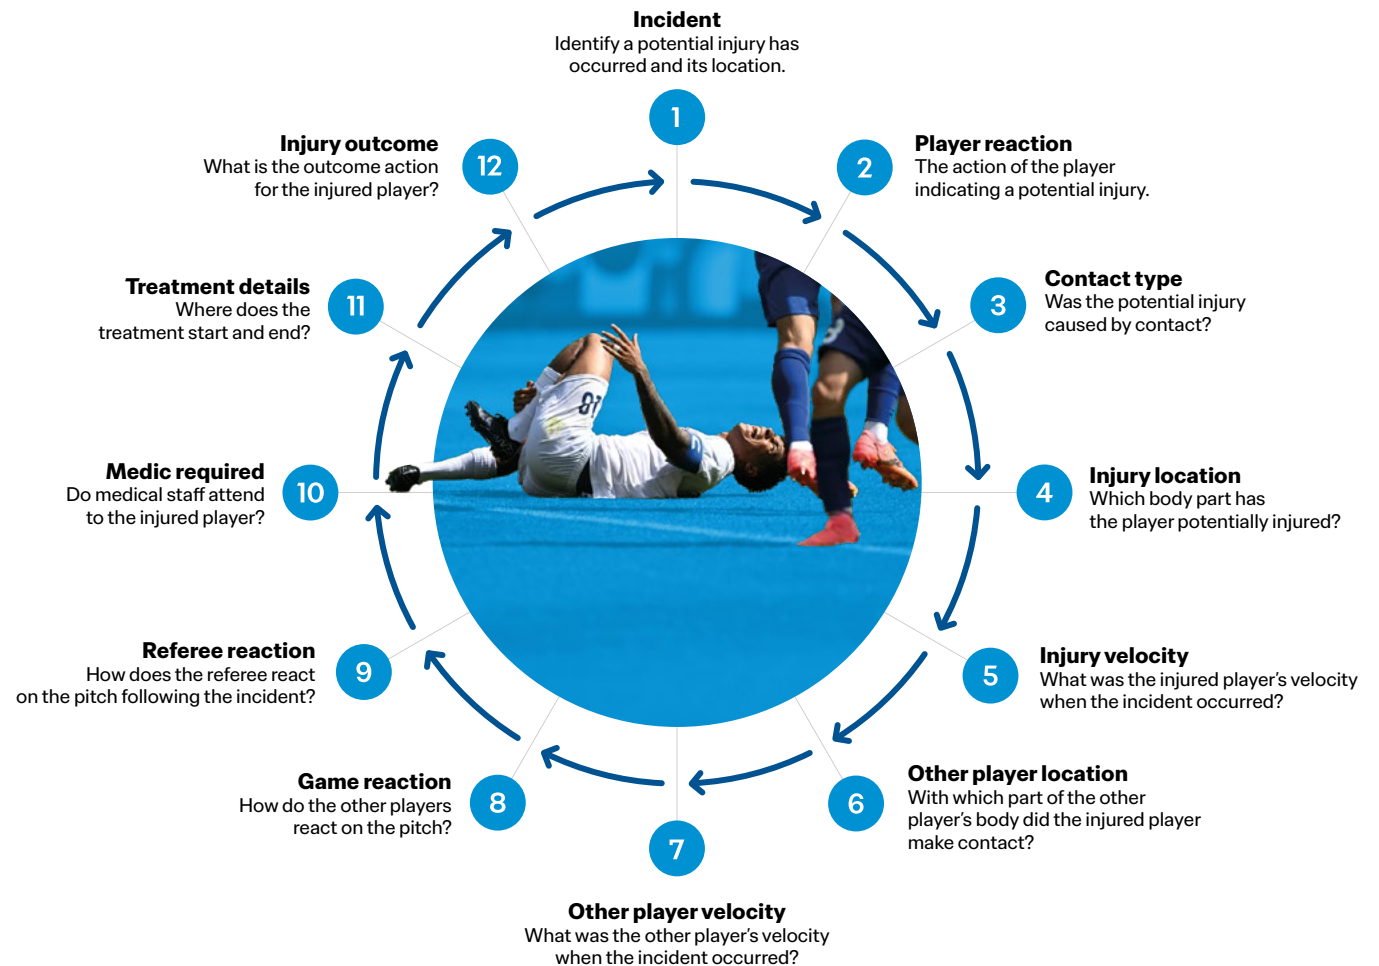 Incident
Identify a potential injury has
occurred and its location.
1
2
Player reaction
The action of the player
indicating a potential injury.
3
Contact type
Was the potential injury
caused by contact?
4
Injury location
Which body part has
the player potentially injured?
5
Injury velocity
What was the injured player’s velocity
when the incident occurred?
6
Other player location
With which part of the other
player’s body did the injured player
make contact?
7
Other player velocity
What was the other player’s velocity
when the incident occurred?
8
Game reaction
How do the other players
react on the pitch?
9
Referee reaction
How does the referee react
on the pitch following the incident?
10
Medic required
Do medical staff attend
to the injured player?
11
Treatment details
Where does the
treatment start and end?
12
Injury outcome
What is the outcome action
for the injured player?
18